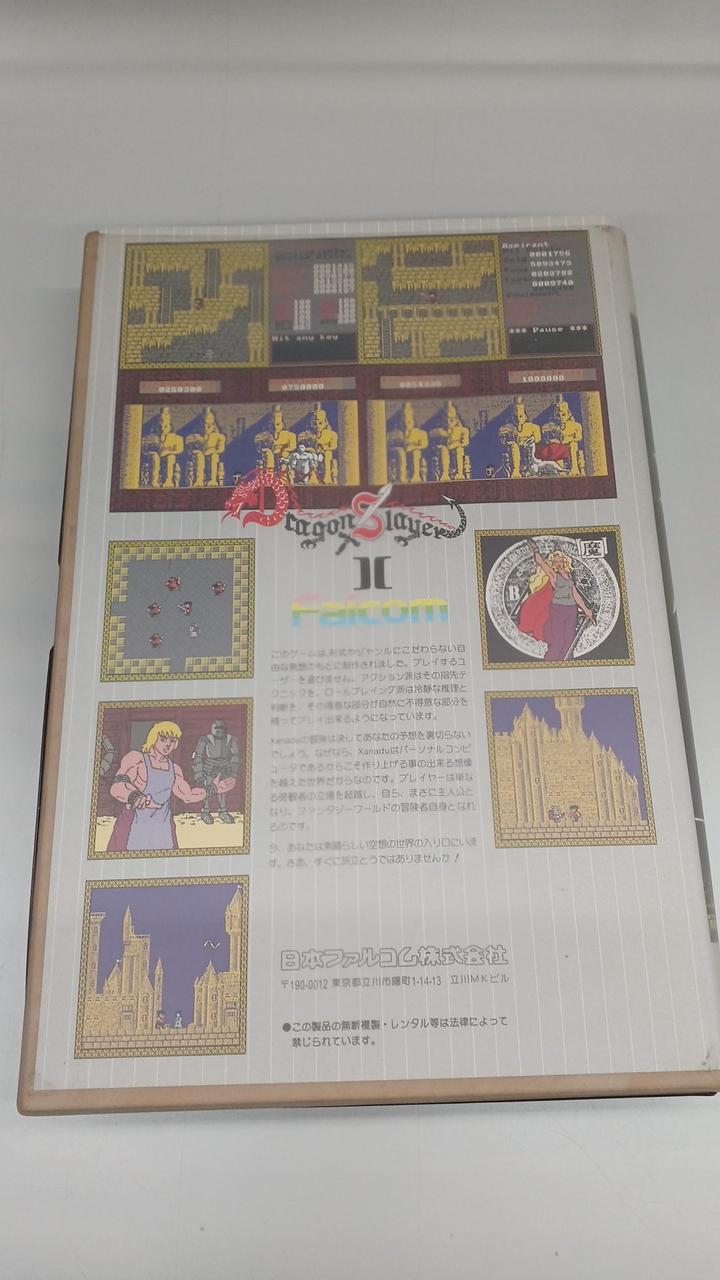 Aspirant
0001756
5093473
0203788
0009740
Hit any key
*** Pause ***
0750000
1000000
Dragon Slayer
II
Falcom
魔
B
このゲームは、形式やジャンルにこだわらない自
由な発想のもとに制作されました。プレイするユ
ーザーを選びません。アクション派はその指先テ
クニックを、ロールプレイング派は冷静な推理と
判断を、その得意な部分が自然に不得意な部分を
補ってプレイ出来るようになっています。
Xanaduの冒険は決してあなたの予想を裏切らない
でしょう。なぜなら、Xanaduはパーソナルコンピ
ュータであるからこそ作り上げる事の出来る想像
を越えた世界だからなのです。プレイヤーは単な
る傍観者の立場を超越し、自ら、まさに主人公と
なり、ファンタジーワールドの冒険者自身となれ
るのです。
今、あなたは素晴らしい空想の世界の入り口にいま
す。さあ、すぐに旅立とうではありませんか！
日本ファルコム株式会社
〒190-0012 東京都立川市曙町1-14-13 立川MKビル
●この製品の無断複製・レンタル等は法律によって
禁じられています。